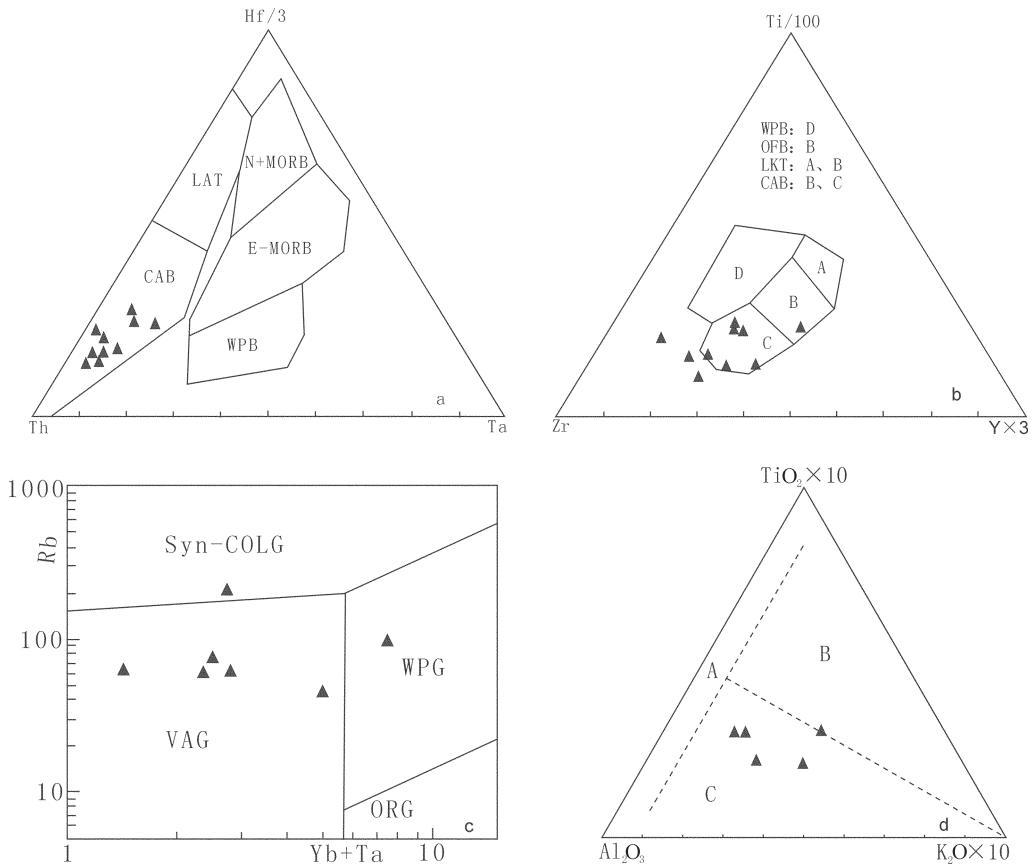 Hf/3
N+MORB
LAT
E-MORB
CAB
WPB
a
Th
Ta
Ti/100
WPB: D
OFB: B
LKT: A、B
CAB: B、C
A
D
B
C
b
Zr
Y×3
1000
Rb
Syn-COLG
100
WPG
VAG
10
ORG
c
1
Yb+Ta
10
TiO₂×10
A
B
C
d
Al₂O₃
K₂O×10